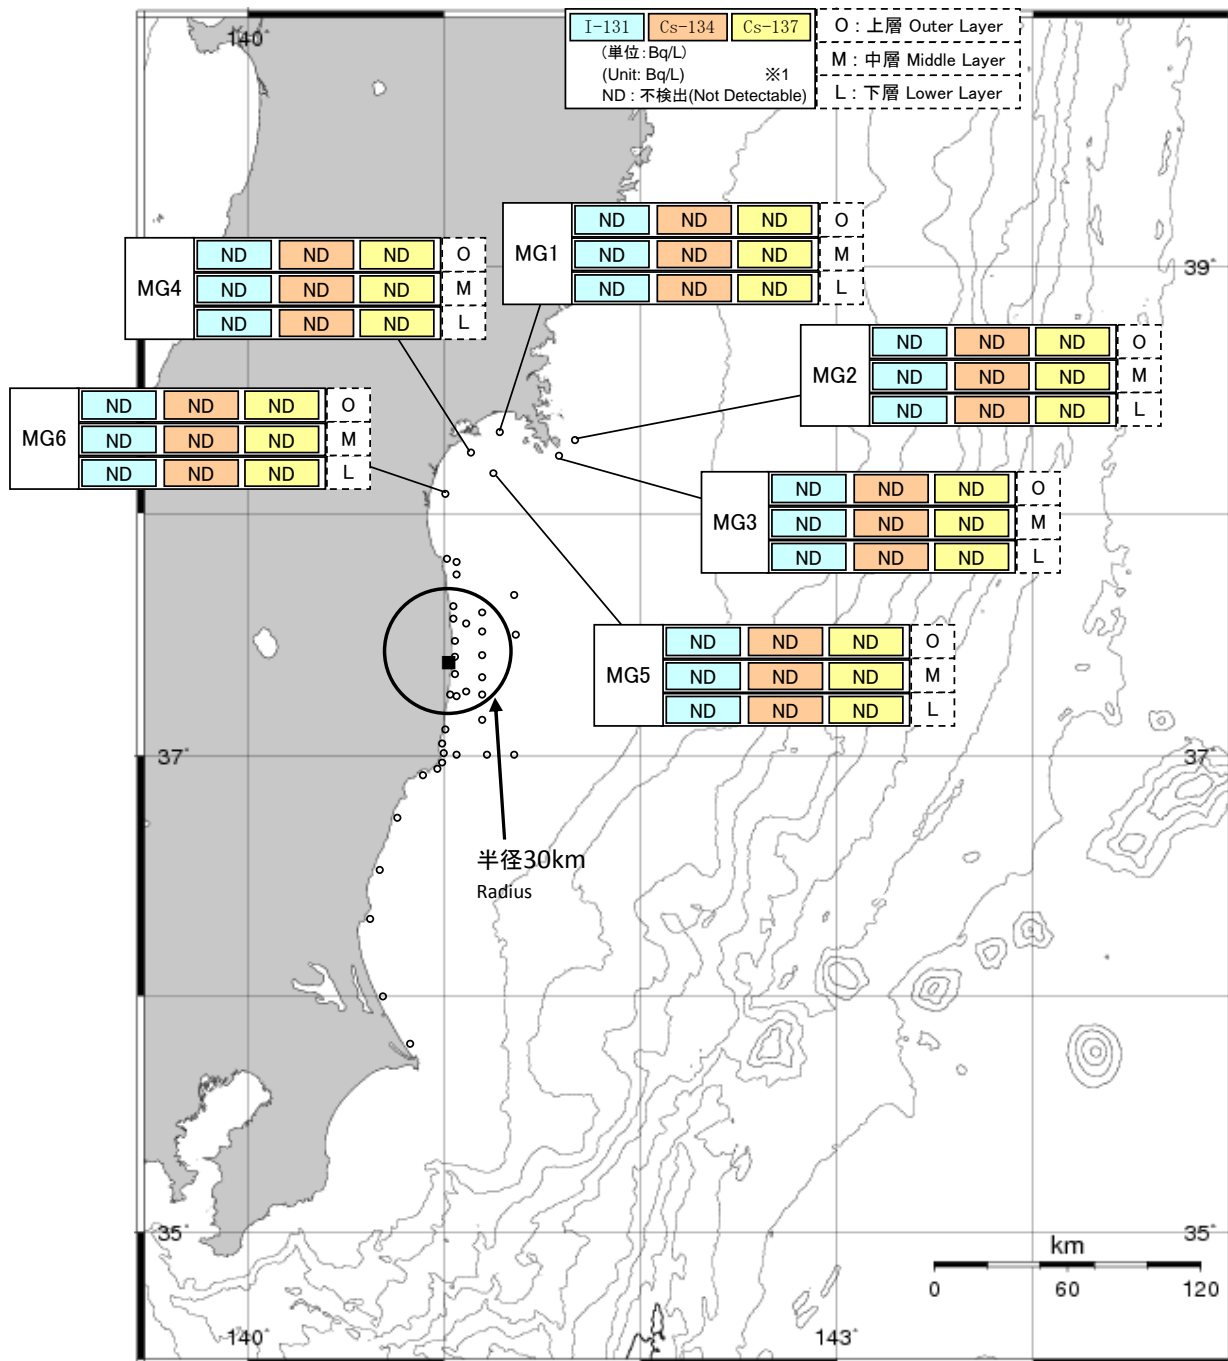 I-131 Cs-134 Cs-137
(単位:Bq/L)
(Unit: Bq/L) ※1
ND : 不検出(Not Detectable)
O : 上層 Outer Layer
M : 中層 Middle Layer
L : 下層 Lower Layer
140°
39°
MG1
ND ND ND O
ND ND ND M
ND ND ND L
MG4
ND ND ND O
ND ND ND M
ND ND ND L
MG2
ND ND ND O
ND ND ND M
ND ND ND L
MG6
ND ND ND O
ND ND ND M
ND ND ND L
MG3
ND ND ND O
ND ND ND M
ND ND ND L
MG5
ND ND ND O
ND ND ND M
ND ND ND L
37°
37°
半径30km
Radius
35°
35°
km
0 60 120
140°
143°